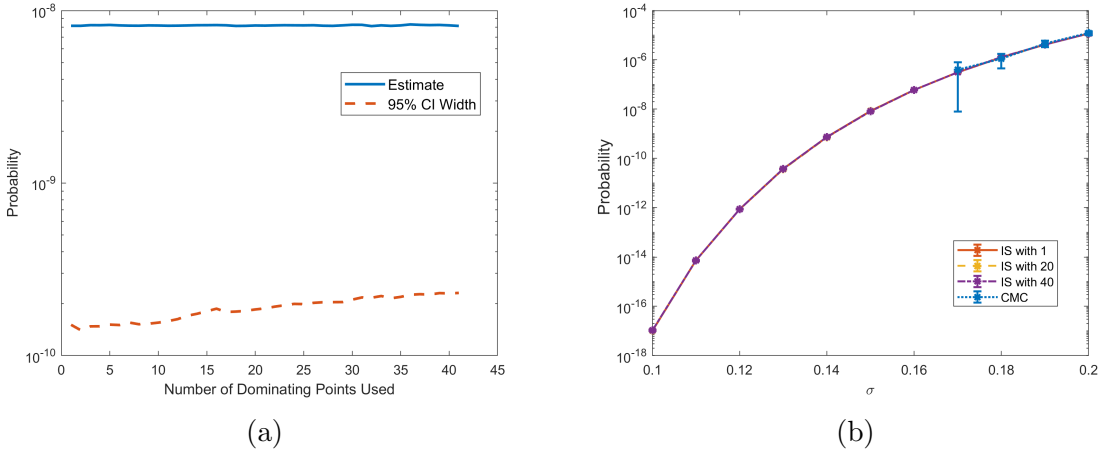 10^-8
10^-9
10^-10
Probability
Estimate
95% CI Width
0 5 10 15 20 25 30 35 40 45
Number of Dominating Points Used
(a)
10^-4
10^-6
10^-8
10^-10
10^-12
10^-14
10^-16
10^-18
Probability
IS with 1
IS with 20
IS with 40
CMC
0.1 0.12 0.14 0.16 0.18 0.2
σ
(b)